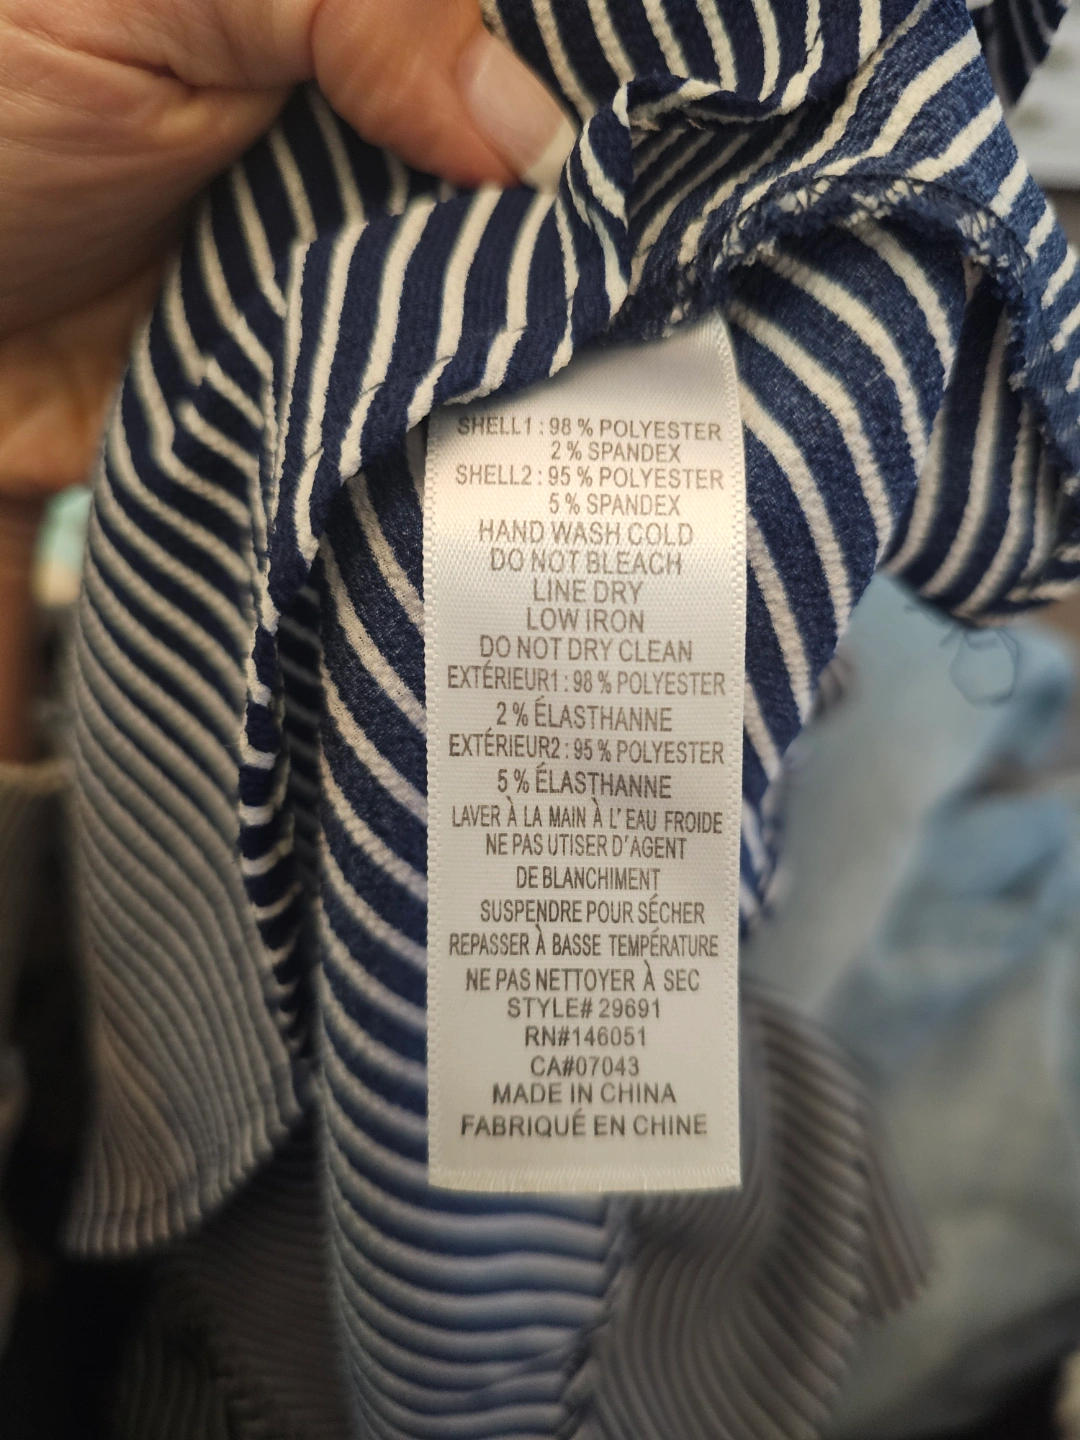 SHELL1 : 98 % POLYESTER
2 % SPANDEX
SHELL2 : 95 % POLYESTER
5 % SPANDEX
HAND WASH COLD
DO NOT BLEACH
LINE DRY
LOW IRON
DO NOT DRY CLEAN
EXTÉRIEUR1 : 98 % POLYESTER
2 % ÉLASTHANNE
EXTÉRIEUR2 : 95 % POLYESTER
5 % ÉLASTHANNE
LAVER À LA MAIN À L' EAU FROIDE
NE PAS UTISER D'AGENT
DE BLANCHIMENT
SUSPENDRE POUR SÉCHER
REPASSER À BASSE TEMPÉRATURE
NE PAS NETTOYER À SEC
STYLE# 29691
RN#146051
CA#07043
MADE IN CHINA
FABRIQUÉ EN CHINE